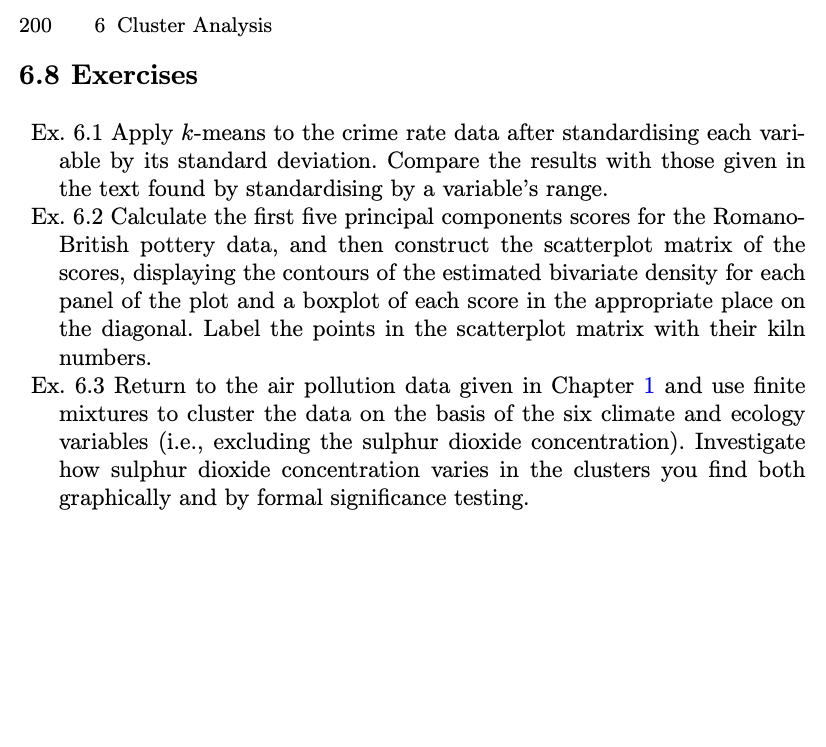 200 6 Cluster Analysis
6.8 Exercises
Ex. 6.1 Apply k-means to the crime rate data after standardising each vari-
able by its standard deviation. Compare the results with those given in
the text found by standardising by a variable's range.
Ex. 6.2 Calculate the first five principal components scores for the Romano-
British pottery data, and then construct the scatterplot matrix of the
scores, displaying the contours of the estimated bivariate density for each
panel of the plot and a boxplot of each score in the appropriate place on
the diagonal. Label the points in the scatterplot matrix with their kiln
numbers.
Ex. 6.3 Return to the air pollution data given in Chapter 1 and use finite
mixtures to cluster the data on the basis of the six climate and ecology
variables (i.e., excluding the sulphur dioxide concentration). Investigate
how sulphur dioxide concentration varies in the clusters you find both
graphically and by formal significance testing.